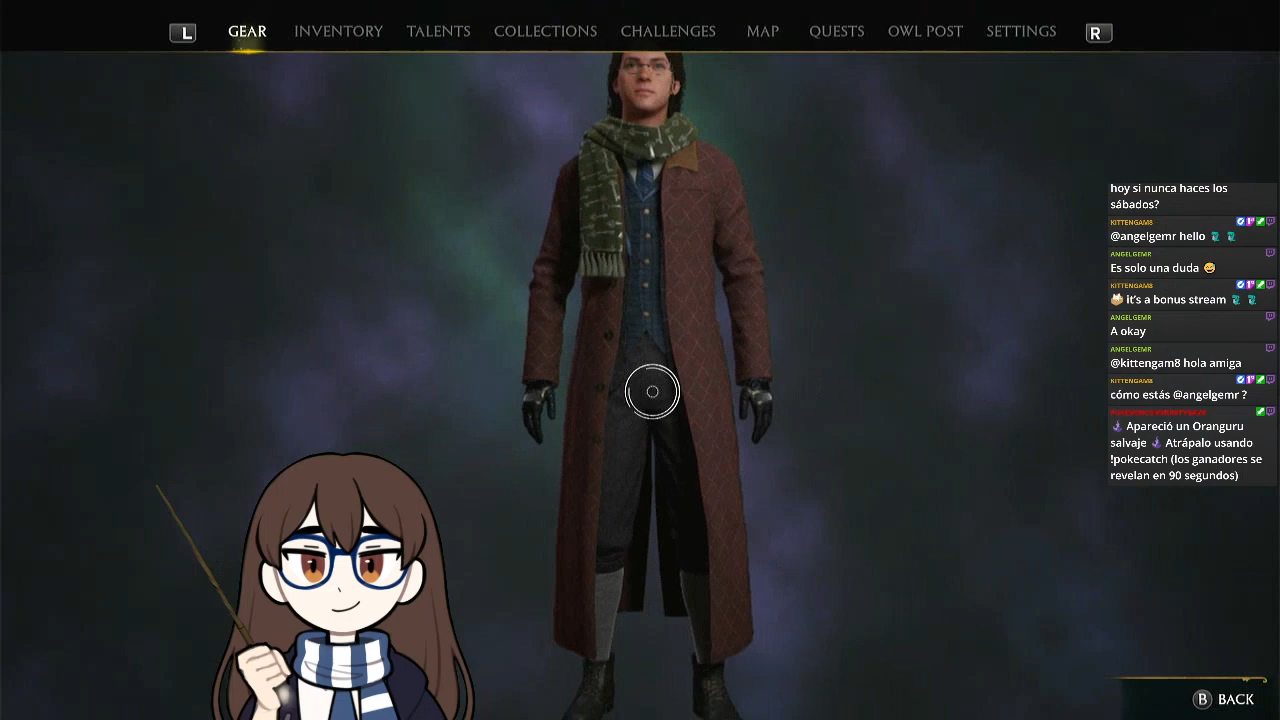 L GEAR INVENTORY TALENTS COLLECTIONS CHALLENGES MAP QUESTS OWL POST SETTINGS R
hoy si nunca haces los
sábados?
KITTENGAM8
@angelgemr hello
ANGELGEMR
Es solo una duda 😅
KITTENGAM8
it's a bonus stream
ANGELGEMR
A okay
ANGELGEMR
@kittengam8 hola amiga
KITTENGAM8
cómo estás @angelgemr ?
Apareció un Oranguru
salvaje Atrápalo usando
!pokecatch (los ganadores se
revelan en 90 segundos)
B BACK